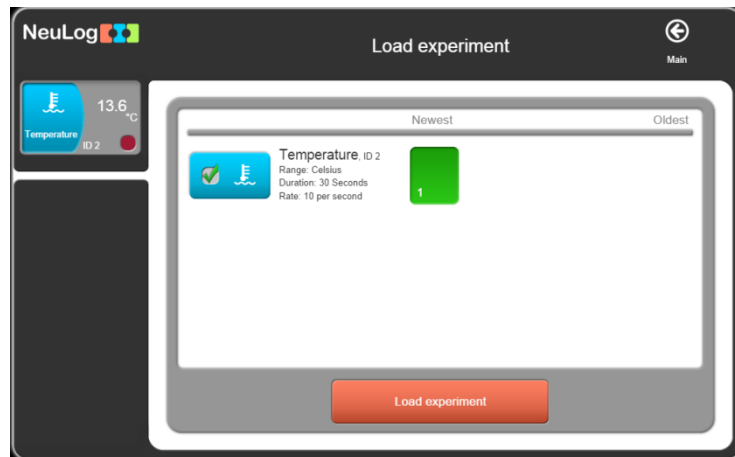 NeuLog
Load experiment
Main
13.6 °C
Temperature
ID 2
Newest
Oldest
Temperature, ID 2
Range: Celsius
Duration: 30 Seconds
Rate: 10 per second
1
Load experiment